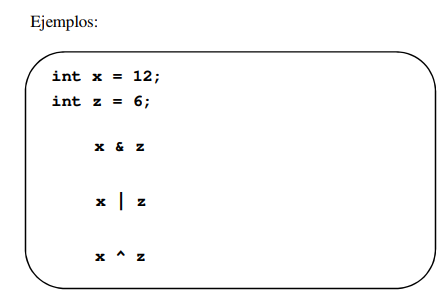 Ejemplos:
int x = 12;
int z = 6;
x & z
x | z
x ^ z